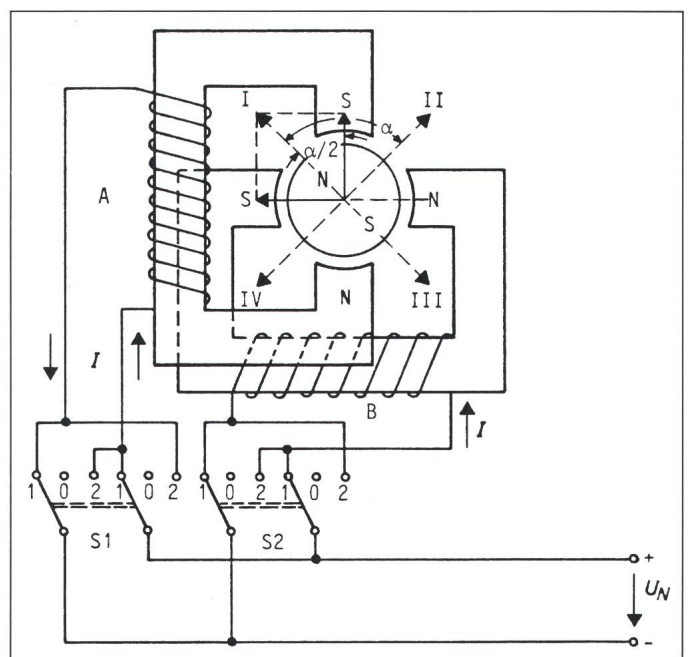 I S II
α
α/2
A N
S N
S
IV N III
I
B
I
1 0 2 1 0 2 1 0 2 1 0 2
S1 S2
+
U_N
-